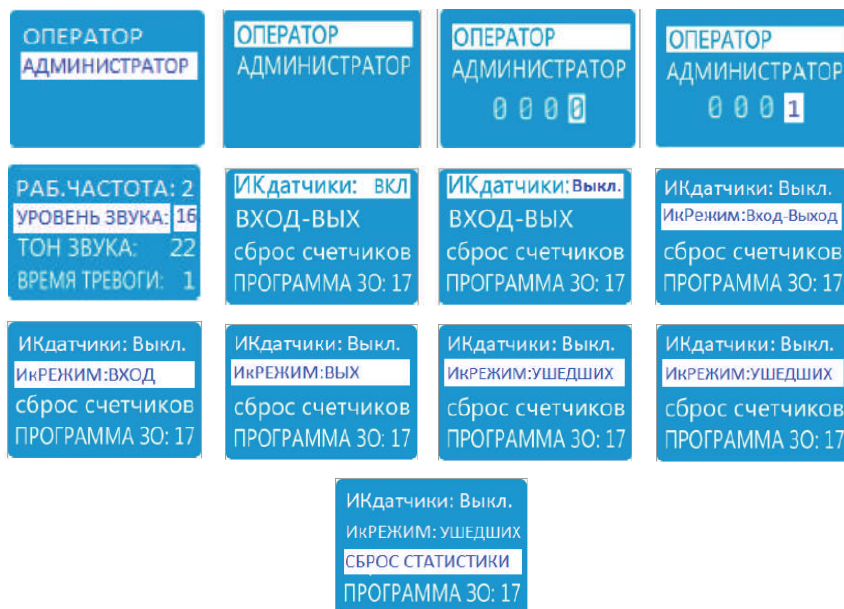 ОПЕРАТОР
АДМИНИСТРАТОР
ОПЕРАТОР
АДМИНИСТРАТОР
ОПЕРАТОР
АДМИНИСТРАТОР
0 0 0 0
ОПЕРАТОР
АДМИНИСТРАТОР
0 0 0 1
РАБ.ЧАСТОТА: 2
УРОВЕНЬ ЗВУКА: 16
ТОН ЗВУКА: 22
ВРЕМЯ ТРЕВОГИ: 1
ИКдатчики: ВКЛ
ВХОД-ВЫХ
сброс счетчиков
ПРОГРАММА ЗО: 17
ИКдатчики: Выкл.
ВХОД-ВЫХ
сброс счетчиков
ПРОГРАММА ЗО: 17
ИКдатчики: Выкл.
ИкРежим:Вход-Выход
сброс счетчиков
ПРОГРАММА ЗО: 17
ИКдатчики: Выкл.
ИкРЕЖИМ:ВХОД
сброс счетчиков
ПРОГРАММА ЗО: 17
ИКдатчики: Выкл.
ИкРЕЖИМ:ВЫХ
сброс счетчиков
ПРОГРАММА ЗО: 17
ИКдатчики: Выкл.
ИкРЕЖИМ:УШЕДШИХ
сброс счетчиков
ПРОГРАММА ЗО: 17
ИКдатчики: Выкл.
ИкРЕЖИМ:УШЕДШИХ
сброс счетчиков
ПРОГРАММА ЗО: 17
ИКдатчики: Выкл.
ИкРЕЖИМ: УШЕДШИХ
СБРОС СТАТИСТИКИ
ПРОГРАММА ЗО: 17